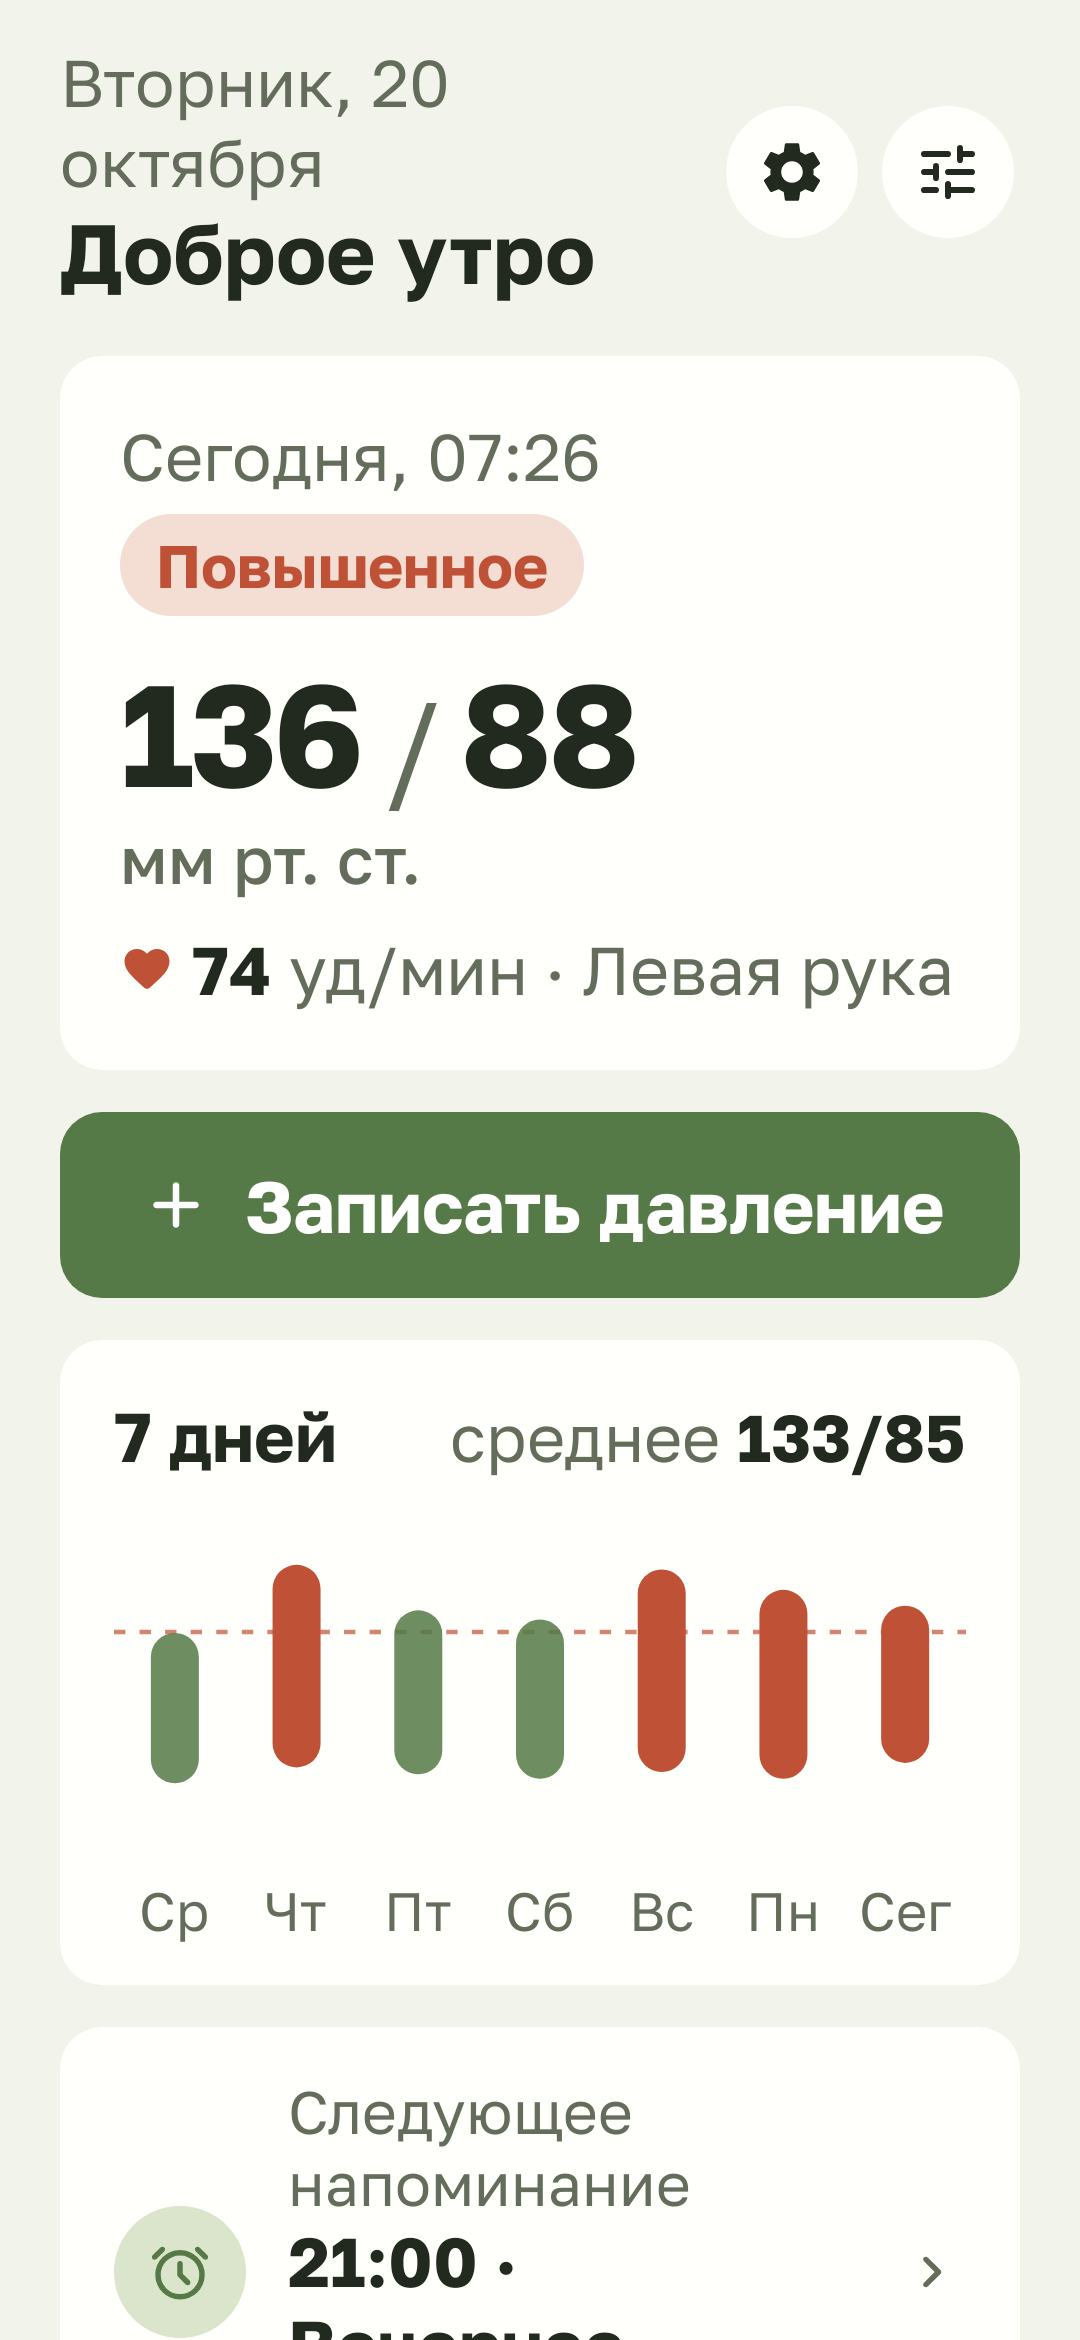 Вторник, 20
октября
Доброе утро
Сегодня, 07:26
Повышенное
136 / 88
мм рт. ст.
74 уд/мин · Левая рука
Записать давление
7 дней среднее 133/85
Ср Чт Пт Сб Вс Пн Сег
Следующее
напоминание
21:00 ·